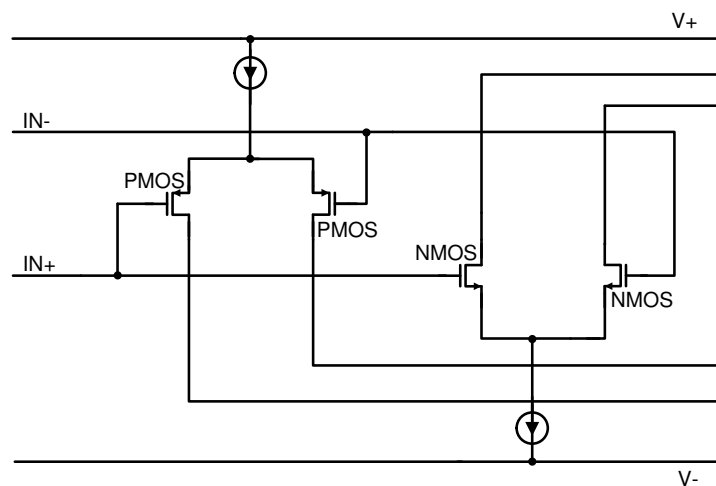 V+
IN-
PMOS
PMOS
NMOS
IN+
NMOS
V-